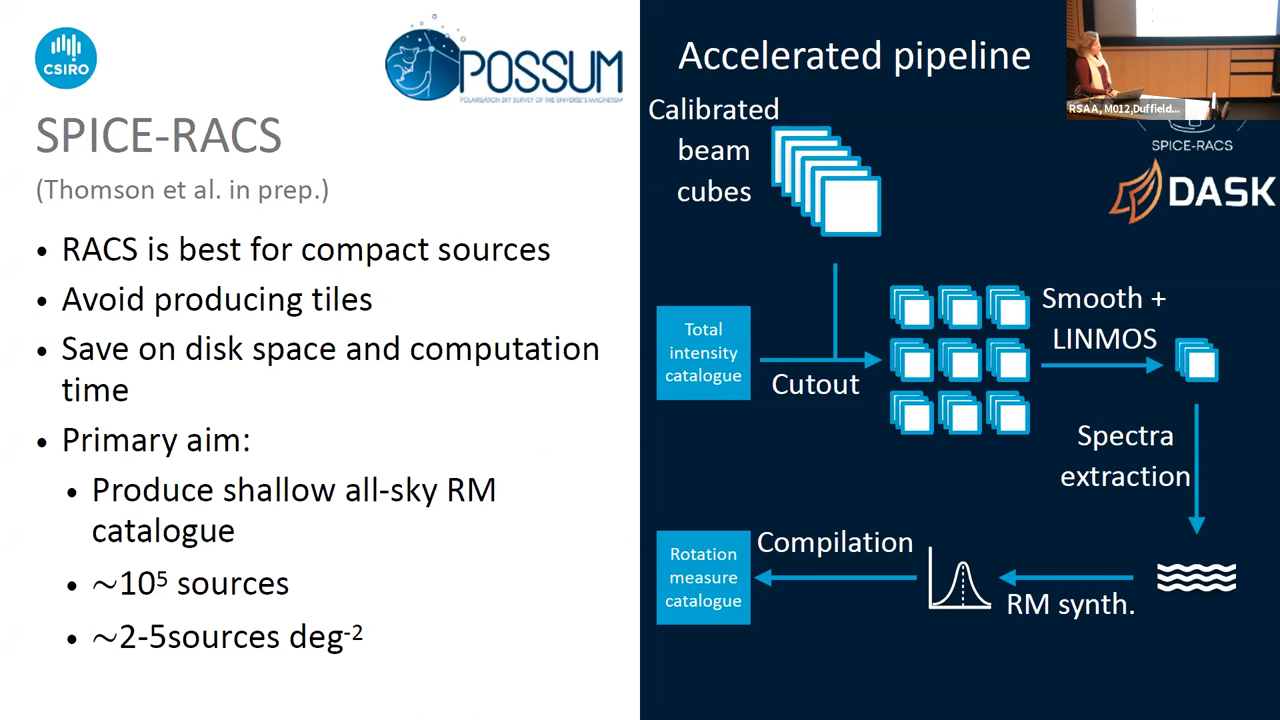 CSIRO
POSSUM
POLARISATION SKY SURVEY OF THE UNIVERSE'S MAGNETISM
SPICE-RACS
(Thomson et al. in prep.)
• RACS is best for compact sources
• Avoid producing tiles
• Save on disk space and computation
time
• Primary aim:
• Produce shallow all-sky RM
catalogue
• ~10⁵ sources
• ~2-5sources deg⁻²
Accelerated pipeline
RSAA, M012,Duffield...
SPICE-RACS
DASK
Calibrated
beam
cubes
Total
intensity
catalogue
Cutout
Smooth +
LINMOS
Spectra
extraction
RM synth.
Compilation
Rotation
measure
catalogue